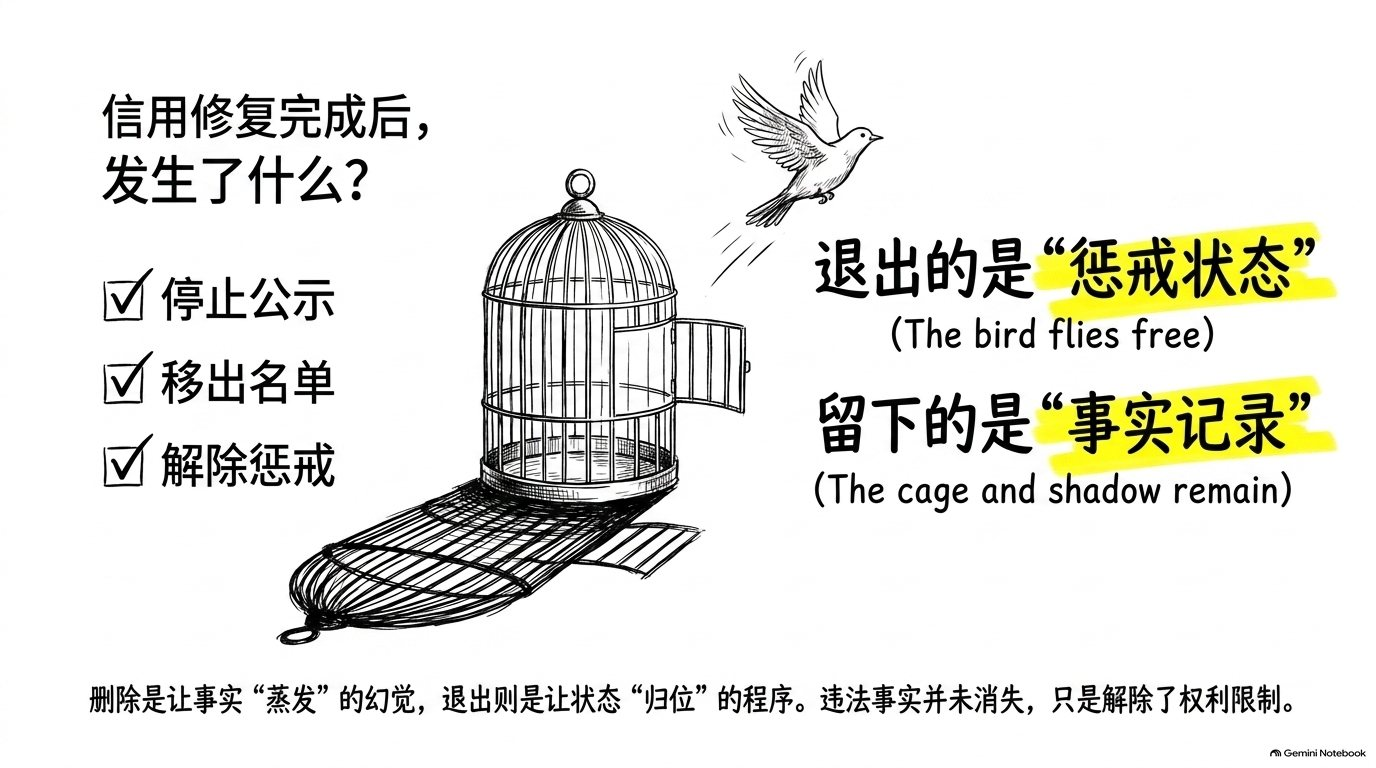 信用修复完成后，
发生了什么？
停止公示
移出名单
解除惩戒
退出的是“惩戒状态”
(The bird flies free)
留下的是“事实记录”
(The cage and shadow remain)
删除是让事实“蒸发”的幻觉，退出则是让状态“归位”的程序。违法事实并未消失，只是解除了权利限制。
Gemini Notebook